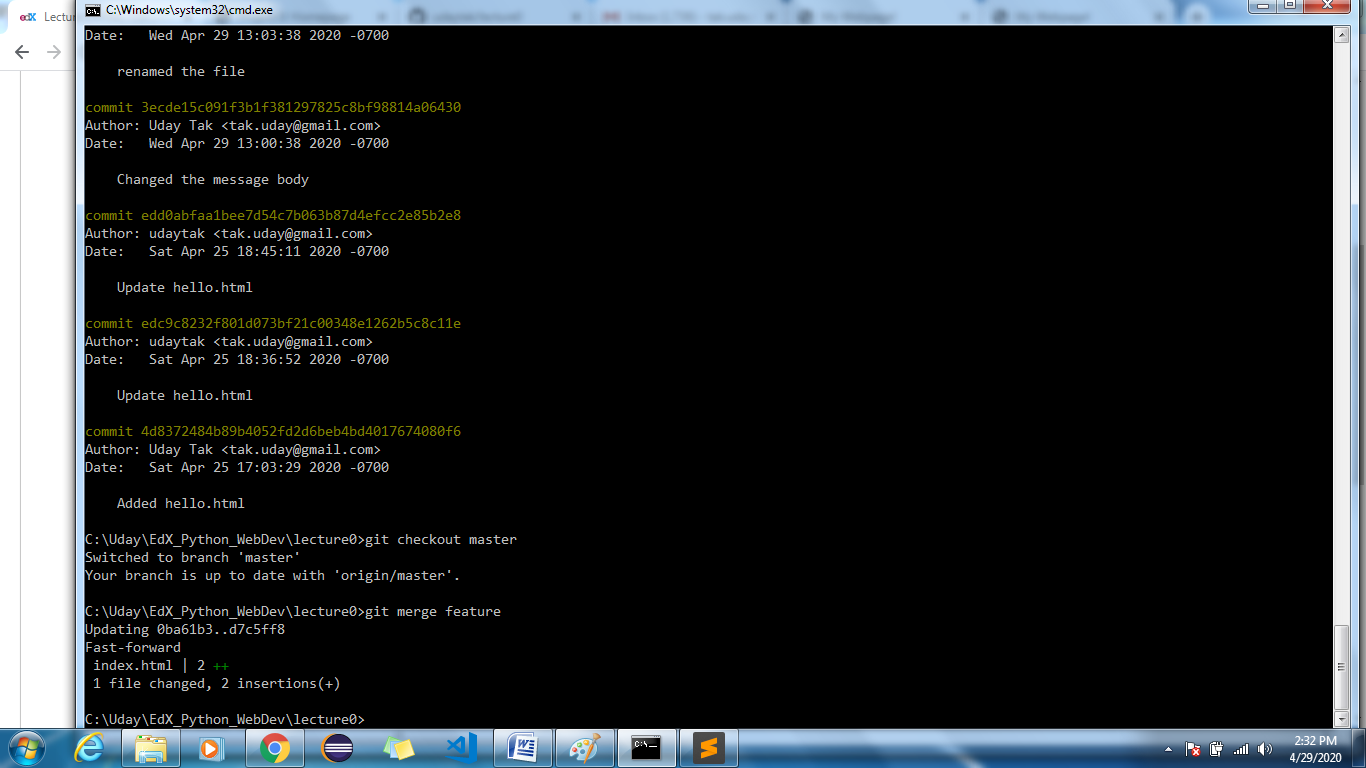 edX Lectur
C:\Windows\system32\cmd.exe
Date:   Wed Apr 29 13:03:38 2020 -0700
    renamed the file
commit 3ecde15c091f3b1f381297825c8bf98814a06430
Author: Uday Tak <tak.uday@gmail.com>
Date:   Wed Apr 29 13:00:38 2020 -0700
    Changed the message body
commit edd0abfaa1bee7d54c7b063b87d4efcc2e85b2e8
Author: udaytak <tak.uday@gmail.com>
Date:   Sat Apr 25 18:45:11 2020 -0700
    Update hello.html
commit edc9c8232f801d073bf21c00348e1262b5c8c11e
Author: udaytak <tak.uday@gmail.com>
Date:   Sat Apr 25 18:36:52 2020 -0700
    Update hello.html
commit 4d8372484b89b4052fd2d6beb4bd4017674080f6
Author: Uday Tak <tak.uday@gmail.com>
Date:   Sat Apr 25 17:03:29 2020 -0700
    Added hello.html
C:\Uday\EdX_Python_WebDev\lecture0>git checkout master
Switched to branch 'master'
Your branch is up to date with 'origin/master'.
C:\Uday\EdX_Python_WebDev\lecture0>git merge feature
Updating 0ba61b3..d7c5ff8
Fast-forward
 index.html | 2 ++
 1 file changed, 2 insertions(+)
C:\Uday\EdX_Python_WebDev\lecture0>
2:32 PM
4/29/2020